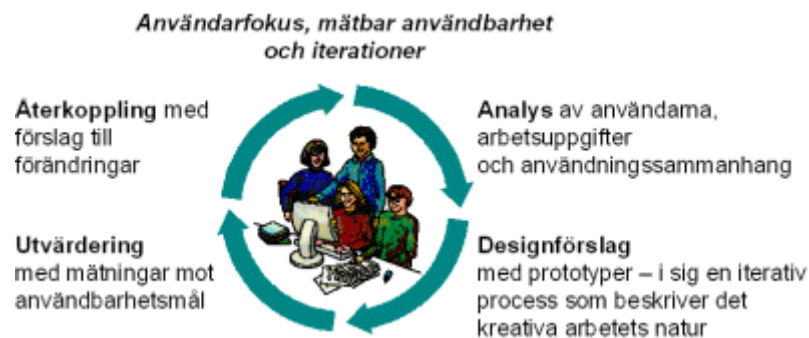 Användarfokus, mätbar användbarhet
och iterationer
Återkoppling med
förslag till
förändringar
Analys av användarna,
arbetsuppgifter
och användningssammanhang
Utvärdering
med mätningar mot
användbarhetsmål
Designförslag
med prototyper – i sig en iterativ
process som beskriver det
kreativa arbetets natur